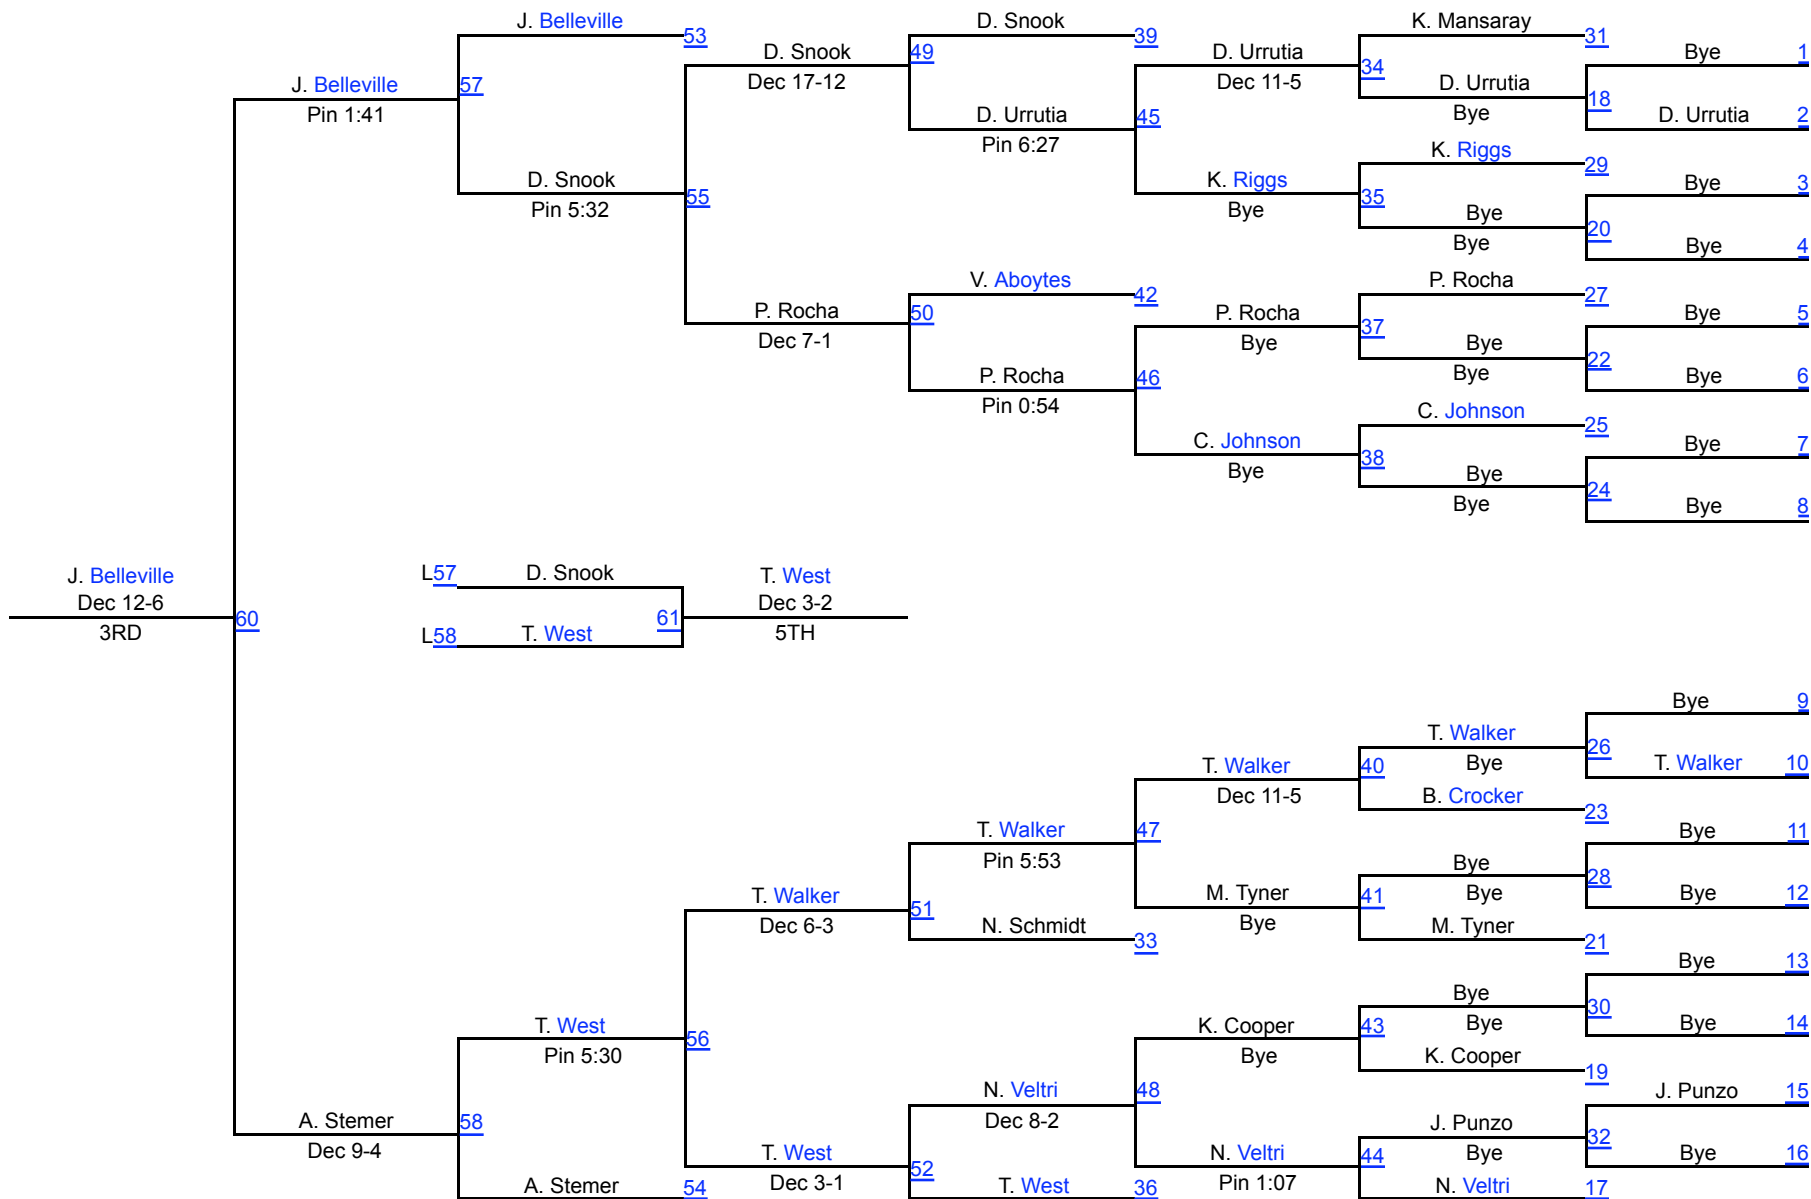 J. Belleville
53
57
J. Belleville
Pin 1:41
D. Snook
Pin 5:32
55
D. Snook
Dec 17-12
49
D. Snook
39
D. Urrutia
Pin 6:27
45
D. Urrutia
Dec 11-5
34
K. Mansaray
31
D. Urrutia
Bye
18
Bye
1
D. Urrutia
2
K. Riggs
29
K. Riggs
Bye
35
Bye
Bye
20
Bye
3
Bye
4
P. Rocha
Dec 7-1
50
V. Aboytes
42
P. Rocha
Pin 0:54
46
P. Rocha
Bye
37
P. Rocha
27
Bye
Bye
22
Bye
5
Bye
6
C. Johnson
25
C. Johnson
Bye
38
Bye
Bye
24
Bye
7
Bye
8
J. Belleville
Dec 12-6
3RD
60
L57
D. Snook
L58
T. West
61
T. West
Dec 3-2
5TH
Bye
9
T. Walker
10
26
T. Walker
Bye
40
B. Crocker
23
T. Walker
Dec 11-5
47
T. Walker
Pin 5:53
Bye
11
Bye
12
28
Bye
Bye
41
M. Tyner
21
M. Tyner
Bye
T. Walker
Dec 6-3
51
N. Schmidt
33
Bye
13
Bye
14
30
Bye
Bye
43
K. Cooper
19
K. Cooper
Bye
T. West
Pin 5:30
56
48
N. Veltri
Dec 8-2
J. Punzo
15
Bye
16
32
J. Punzo
Bye
44
N. Veltri
17
N. Veltri
Pin 1:07
A. Stemer
Dec 9-4
58
T. West
Dec 3-1
52
T. West
36
A. Stemer
54